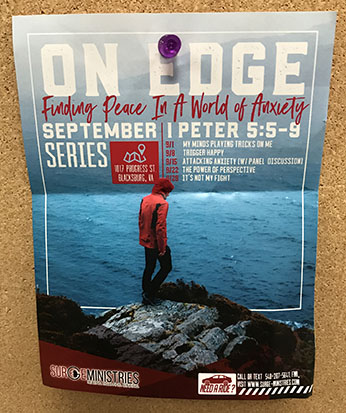 ON EDGE
Finding Peace In A World of Anxiety
SEPTEMBER | 1 PETER 5:5-9
SERIES
1017 PROGRESS ST.
BLACKSBURG, VA
9/1 MY MINDS PLAYING TRICKS ON ME
9/8 TRIGGER HAPPY
9/15 ATTACKING ANXIETY (W/ PANEL DISCUSSION)
9/22 THE POWER OF PERSPECTIVE
9/29 IT'S NOT MY FIGHT
SURGE MINISTRIES
NEED A RIDE?
CALL OR TEXT
VISIT WWW.SURGE-MINISTRIES.COM